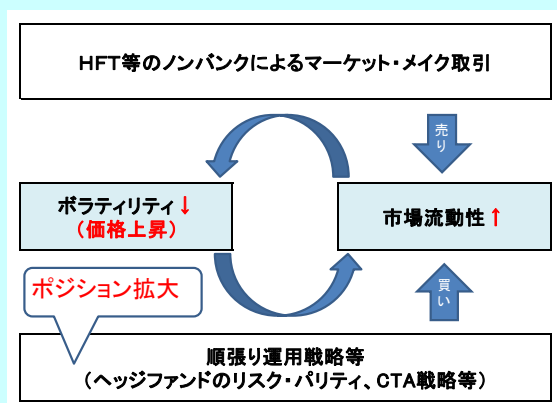 HFT等のノンバンクによるマーケット・メイク取引
売り
ボラティリティ↓
（価格上昇）
市場流動性↑
ポジション拡大
買い
順張り運用戦略等
（ヘッジファンドのリスク・パリティ、CTA戦略等）